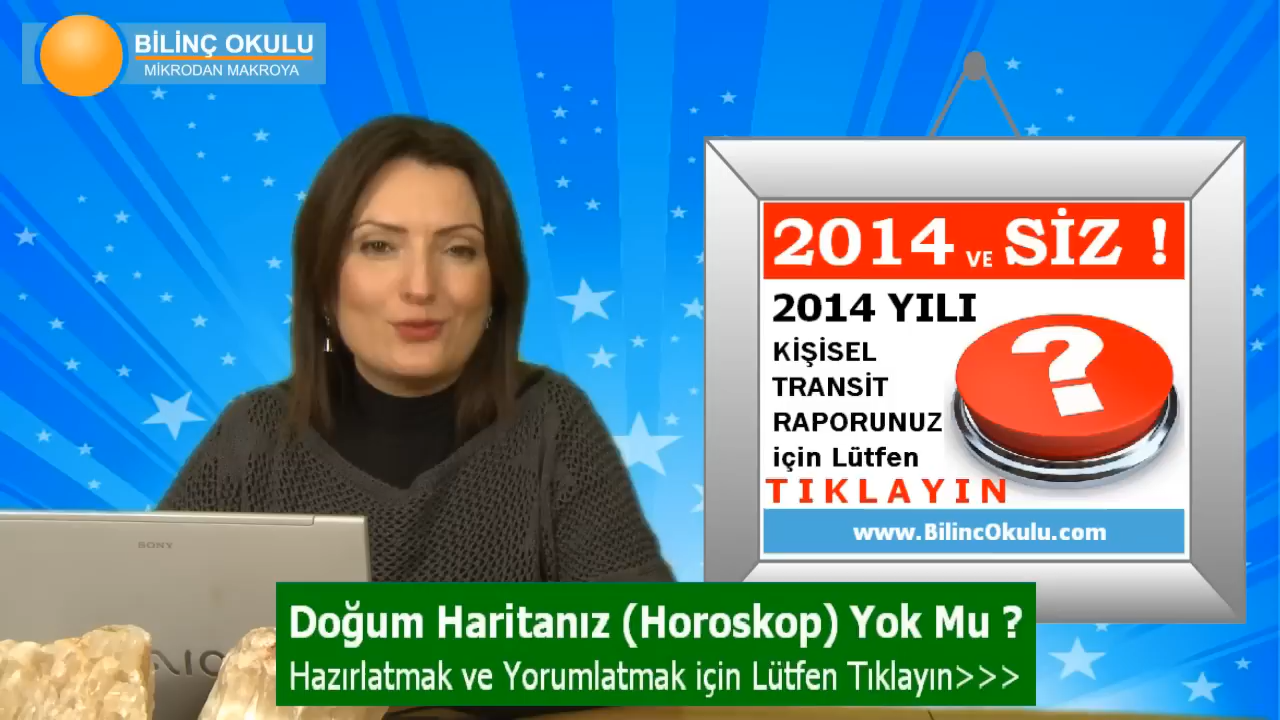 BİLİNÇ OKULU
MİKRODAN MAKROYA
2014 VE SİZ !
2014 YILI
KİŞİSEL
TRANSİT
RAPORUNUZ
için Lütfen
TIKLAYIN
www.BilincOkulu.com
SONY
VAIO
Doğum Haritanız (Horoskop) Yok Mu ?
Hazırlatmak ve Yorumlatmak için Lütfen Tıklayın>>>